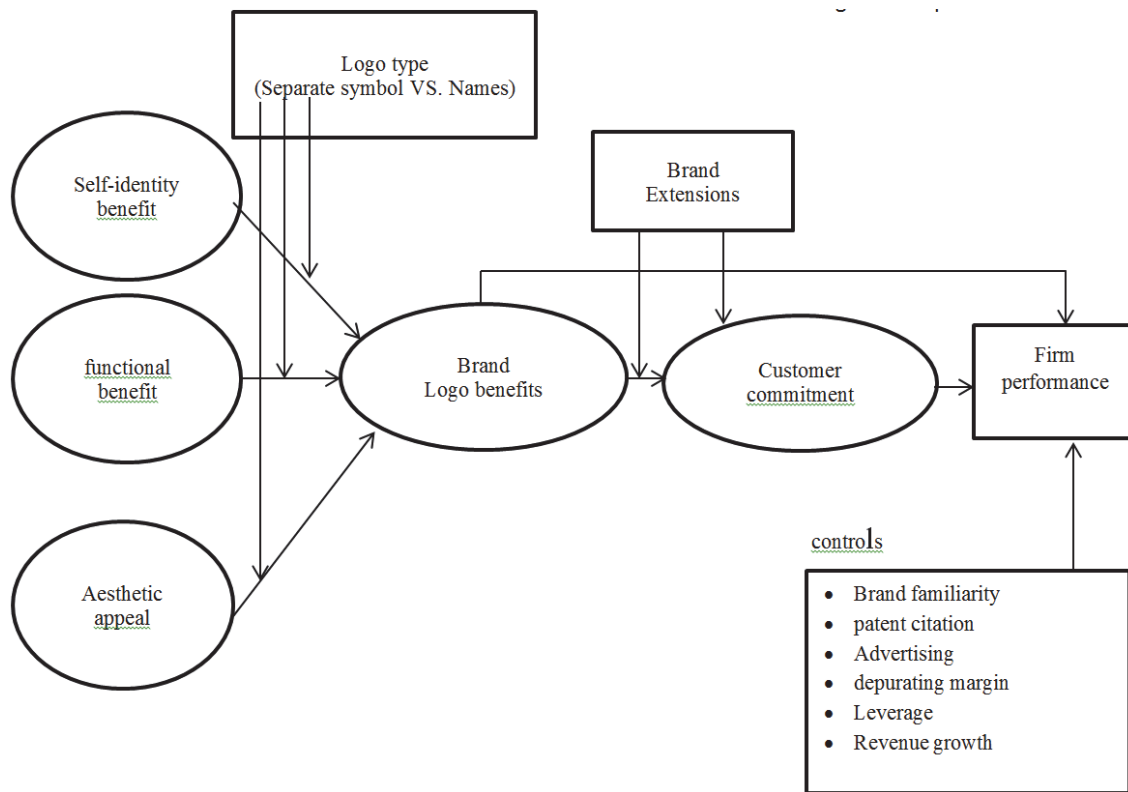 Logo type
(Separate symbol VS. Names)
Self-identity
benefit
Brand
Extensions
functional
benefit
Brand
Logo benefits
Customer
commitment
Firm
performance
Aesthetic
appeal
controls
• Brand familiarity
• patent citation
• Advertising
• depurating margin
• Leverage
• Revenue growth